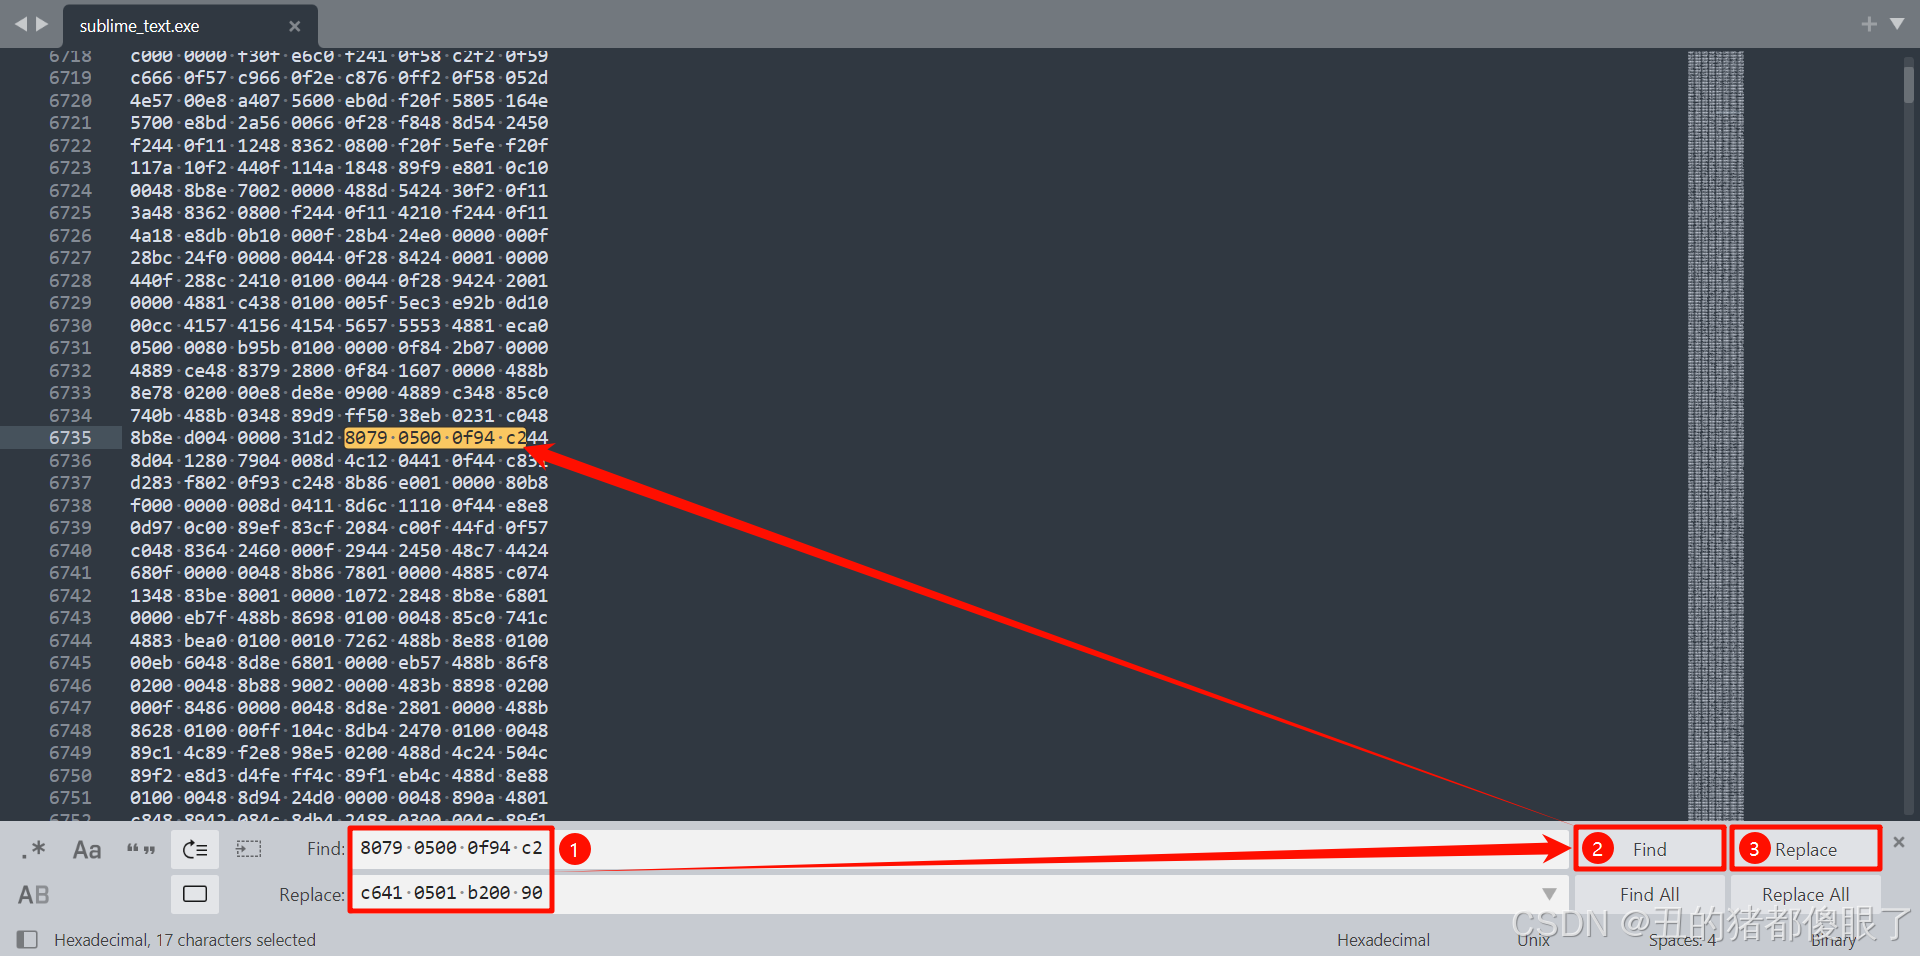 sublime_text.exe
6718 c000 0000 f30f e6c0 f241 0f58 c2f2 0f59
6719 c666 0f57 c966 0f2e c876 0ff2 0f58 052d
6720 4e57 00e8 a407 5600 eb0d f20f 5805 164e
6721 5700 e8bd 2a56 0066 0f28 f848 8d54 2450
6722 f244 0f11 1248 8362 0800 f20f 5efe f20f
6723 117a 10f2 440f 114a 1848 89f9 e801 0c10
6724 0048 8b8e 7002 0000 488d 5424 30f2 0f11
6725 3a48 8362 0800 f244 0f11 4210 f244 0f11
6726 4a18 e8db 0b10 000f 28b4 24e0 0000 000f
6727 28bc 24f0 0000 0044 0f28 8424 0001 0000
6728 440f 288c 2410 0100 0044 0f28 9424 2001
6729 0000 4881 c438 0100 005f 5ec3 e92b 0d10
6730 00cc 4157 4156 4154 5657 5553 4881 eca0
6731 0500 0080 b95b 0100 0000 0f84 2b07 0000
6732 4889 ce48 8379 2800 0f84 1607 0000 488b
6733 8e78 0200 00e8 de8e 0900 4889 c348 85c0
6734 740b 488b 0348 89d9 ff50 38eb 0231 c048
6735 8b8e d004 0000 31d2 8079 0500 0f94 c244
6736 8d04 1280 7904 008d 4c12 0441 0f44 c831
6737 d283 f802 0f93 c248 8b86 e001 0000 80b8
6738 f000 0000 008d 0411 8d6c 1110 0f44 e8e8
6739 0d97 0c00 89ef 83cf 2084 c00f 44fd 0f57
6740 c048 8364 2460 000f 2944 2450 48c7 4424
6741 680f 0000 0048 8b86 7801 0000 4885 c074
6742 1348 83be 8001 0000 1072 2848 8b8e 6801
6743 0000 eb7f 488b 8698 0100 0048 85c0 741c
6744 4883 bea0 0100 0010 7262 488b 8e88 0100
6745 00eb 6048 8d8e 6801 0000 eb57 488b 86f8
6746 0200 0048 8b88 9002 0000 483b 8898 0200
6747 000f 8486 0000 0048 8d8e 2801 0000 488b
6748 8628 0100 00ff 104c 8db4 2470 0100 0048
6749 89c1 4c89 f2e8 98e5 0200 488d 4c24 504c
6750 89f2 e8d3 d4fe ff4c 89f1 eb4c 488d 8e88
6751 0100 0048 8d94 24d0 0000 0048 890a 4801
6752 c848 8942 084c 8db4 2488 0300 004c 89f1
.* Aa “” Find: 8079 0500 0f94 c2 1 2 Find 3 Replace
AB Replace: c641 0501 b200 90 Find All Replace All
CSDN @丑的猪都傻眼了
Hexadecimal, 17 characters selected Hexadecimal Unix Spaces: 4 Binary